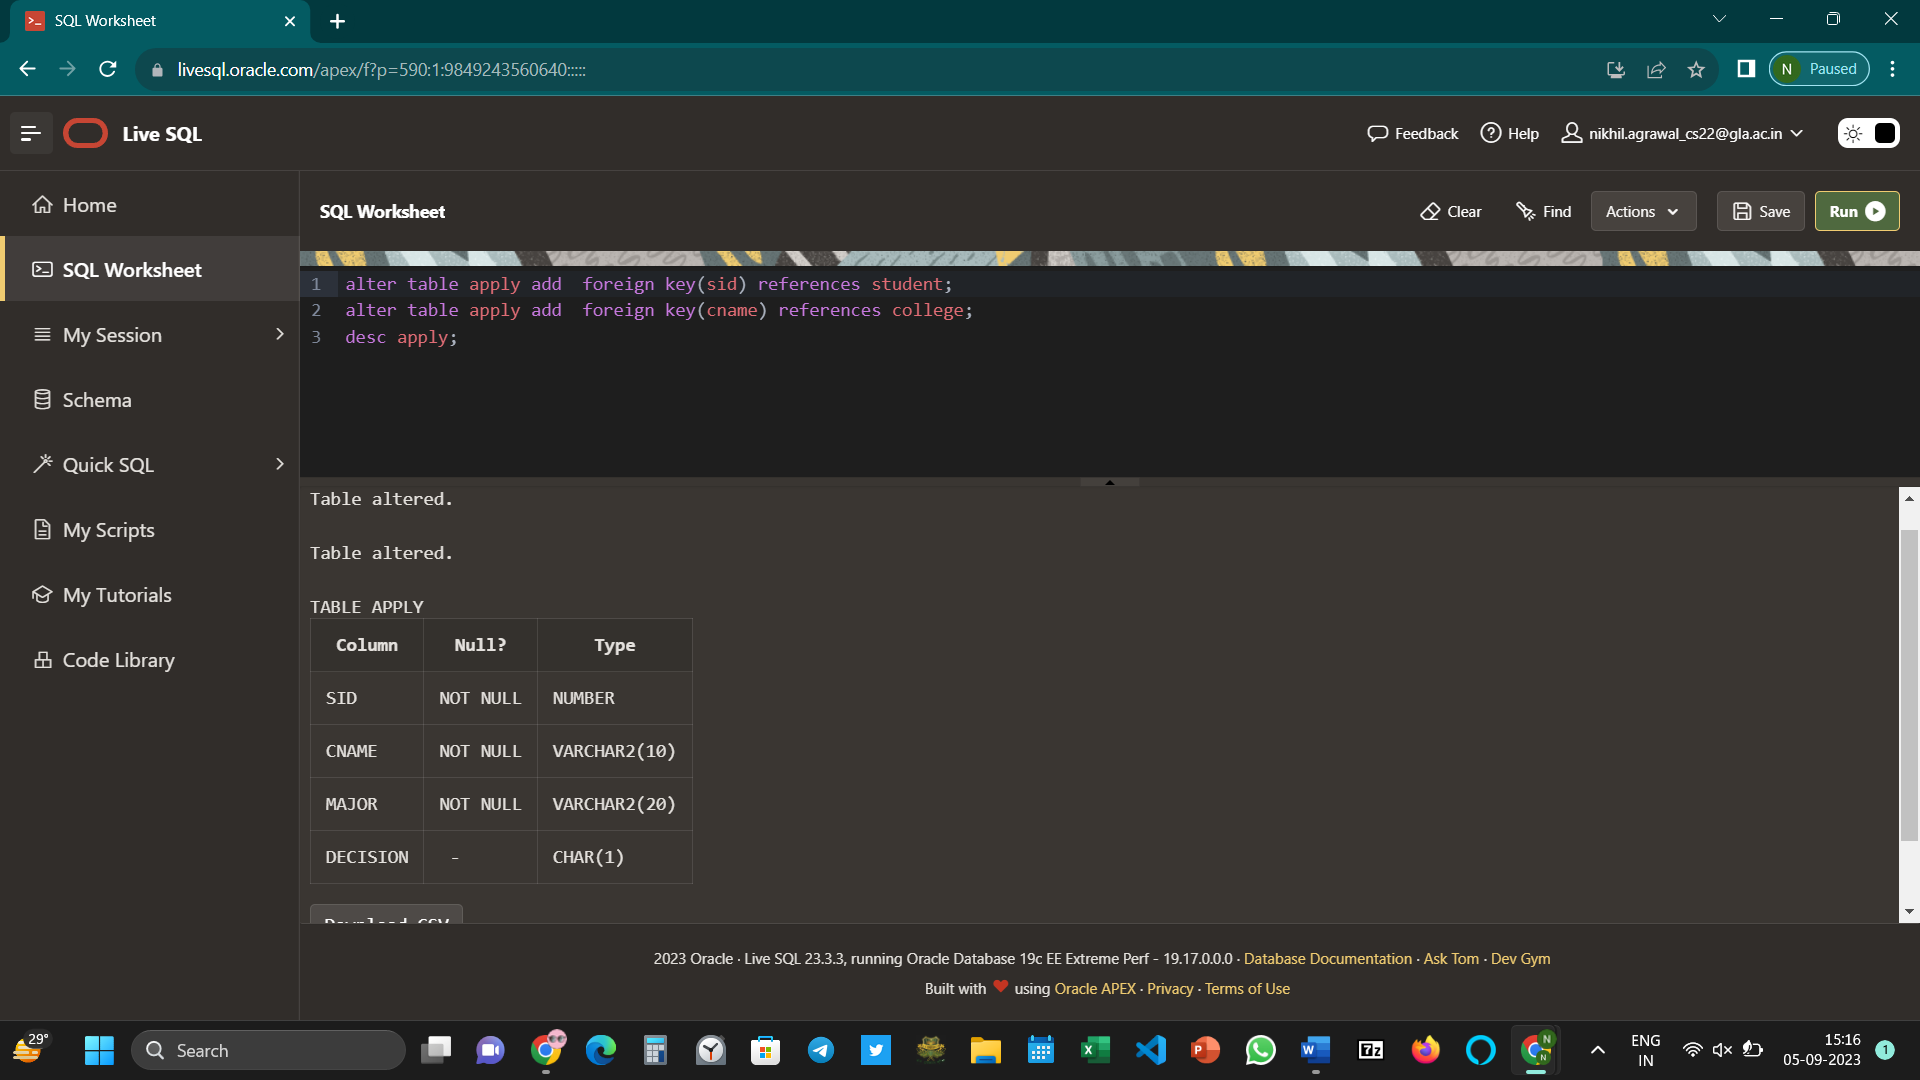 SQL Worksheet
livesql.oracle.com/apex/f?p=590:1:9849243560640:::::
N Paused
Live SQL
Feedback
Help
nikhil.agrawal_cs22@gla.ac.in
Home
SQL Worksheet
My Session
Schema
Quick SQL
My Scripts
My Tutorials
Code Library
SQL Worksheet
Clear
Find
Actions
Save
Run
1 alter table apply add  foreign key(sid) references student;
2 alter table apply add  foreign key(cname) references college;
3 desc apply;
Table altered.
Table altered.
TABLE APPLY
Column Null? Type
SID NOT NULL NUMBER
CNAME NOT NULL VARCHAR2(10)
MAJOR NOT NULL VARCHAR2(20)
DECISION - CHAR(1)
Download CSV
2023 Oracle · Live SQL 23.3.3, running Oracle Database 19c EE Extreme Perf - 19.17.0.0.0 · Database Documentation · Ask Tom · Dev Gym
Built with ❤ using Oracle APEX · Privacy · Terms of Use
29°
Search
7z
N
N
ENG
IN
15:16
05-09-2023
1